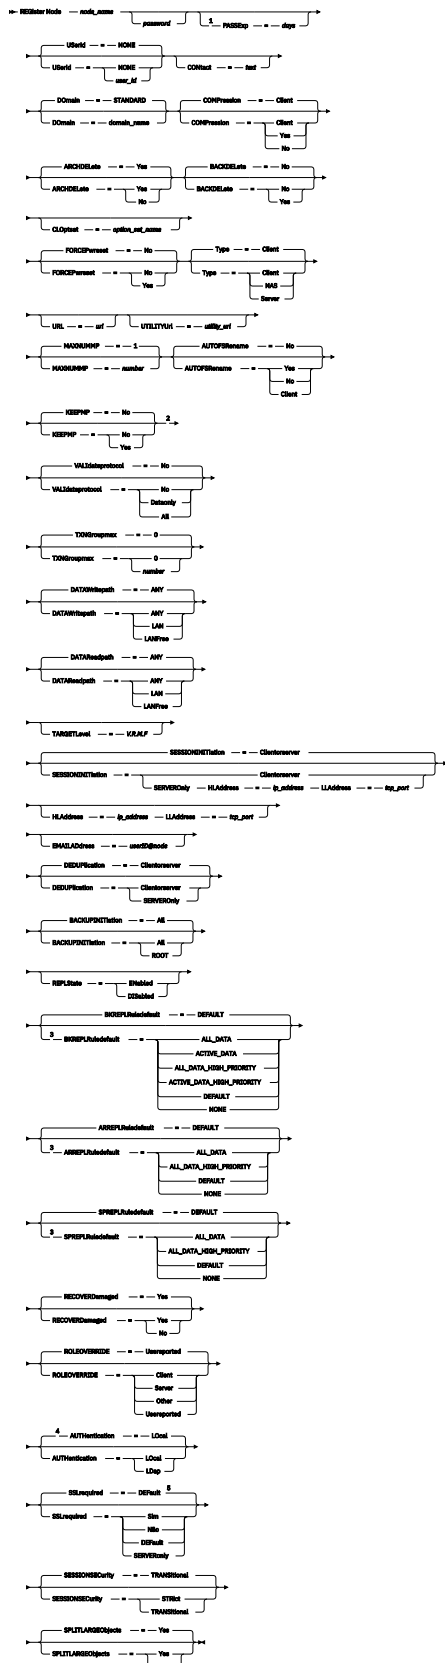 REGister Node — node_name
password
1 PASSExp — = — days
USerid — = — NONE
USerid — = — NONE
user_id
CONtact — = — text
DOmain — = — STANDARD
DOmain — = — domain_name
COMPression — = — Client
COMPression — = — Client
Yes
No
ARCHDELete — = — Yes
ARCHDELete — = — Yes
No
BACKDELete — = — No
BACKDELete — = — No
Yes
CLOptset — = — option_set_name
FORCEPwreset — = — No
FORCEPwreset — = — No
Yes
Type — = — Client
Type — = — Client
NAS
Server
URL — = — url
UTILITYUrl — = — utility_url
MAXNUMMP — = — 1
MAXNUMMP — = — number
AUTOFSRename — = — No
AUTOFSRename — = — Yes
No
Client
KEEPMP — = — No 2
KEEPMP — = — No
Yes
VALIdateprotocol — = — No
VALIdateprotocol — = — No
Dataonly
All
TXNGroupmax — = — 0
TXNGroupmax — = — 0
number
DATAWritepath — = — ANY
DATAWritepath — = — ANY
LAN
LANFree
DATAReadpath — = — ANY
DATAReadpath — = — ANY
LAN
LANFree
TARGETLevel — = — V.R.M.F
SESSIONINITiation — = — Clientorserver
SESSIONINITiation — = — Clientorserver
SERVEROnly — HLAddress — = — ip_address — LLAddress — = — tcp_port
HLAddress — = — ip_address — LLAddress — = — tcp_port
EMAILADdress — = — userID@node
DEDUPlication — = — Clientorserver
DEDUPlication — = — Clientorserver
SERVEROnly
BACKUPINITiation — = — All
BACKUPINITiation — = — All
ROOT
REPLState — = — ENabled
DISabled
BKREPLRuledefault — = — DEFAULT
3 BKREPLRuledefault — = — ALL_DATA
ACTIVE_DATA
ALL_DATA_HIGH_PRIORITY
ACTIVE_DATA_HIGH_PRIORITY
DEFAULT
NONE
ARREPLRuledefault — = — DEFAULT
3 ARREPLRuledefault — = — ALL_DATA
ALL_DATA_HIGH_PRIORITY
DEFAULT
NONE
SPREPLRuledefault — = — DEFAULT
3 SPREPLRuledefault — = — ALL_DATA
ALL_DATA_HIGH_PRIORITY
DEFAULT
NONE
RECOVERDamaged — = — Yes
RECOVERDamaged — = — Yes
No
ROLEOVERRIDE — = — Usereported
ROLEOVERRIDE — = — Client
Server
Other
Usereported
4 AUTHentication — = — LOcal
AUTHentication — = — LOcal
LDap
SSLrequired — = — DEFault 5
SSLrequired — = — Sim
Não
DEFault
SERVERonly
SESSIONSECurity — = — TRANSitional
SESSIONSECurity — = — STRict
TRANSitional
SPLITLARGEObjects — = — Yes
SPLITLARGEObjects — = — Yes